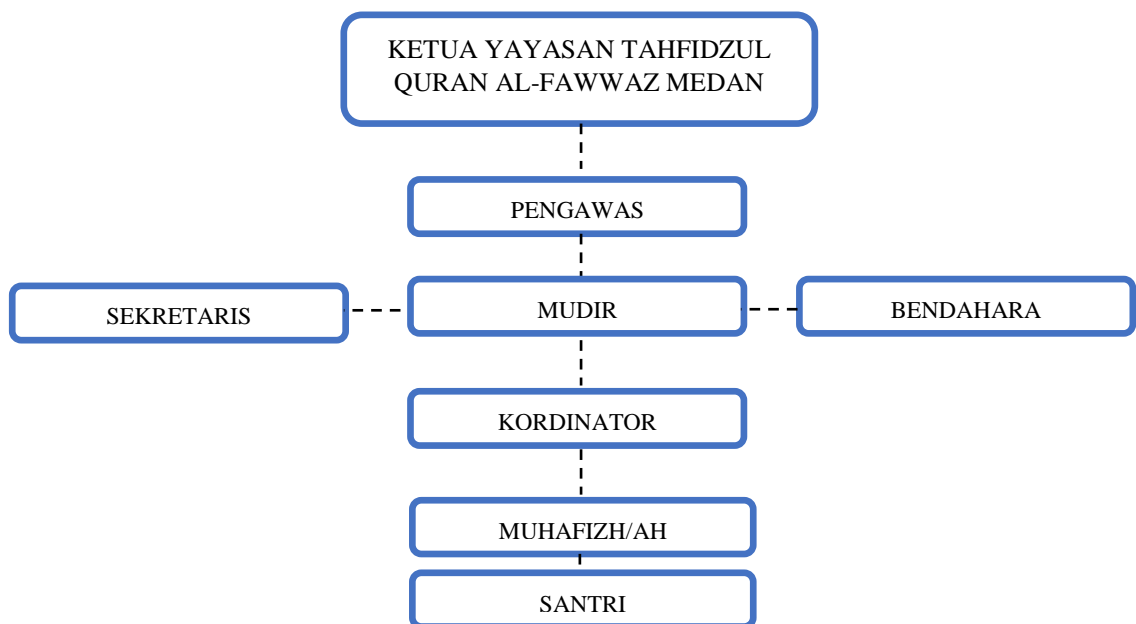 KETUA YAYASAN TAHFIDZUL
QURAN AL-FAWWAZ MEDAN
PENGAWAS
SEKRETARIS
MUDIR
BENDAHARA
KORDINATOR
MUHAFIZH/AH
SANTRI